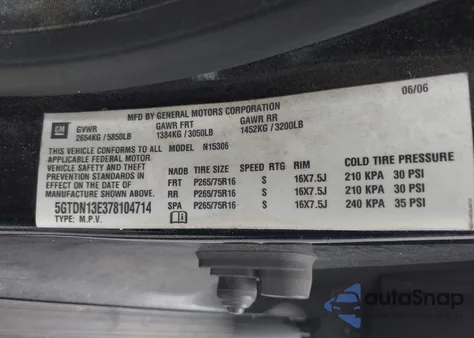 MFD BY GENERAL MOTORS CORPORATION 06/06
GM GVWR GAWR FRT GAWR RR
2654KG / 5850LB 1384KG / 3050LB 1452KG / 3200LB
THIS VEHICLE CONFORMS TO ALL MODEL N15306
APPLICABLE FEDERAL MOTOR
VEHICLE SAFETY AND THEFT
PREVENTION STANDARDS IN
EFFECT ON THE DATE OF
MANUFACTURE SHOWN ABOVE.
5GTDN13E378104714
TYPE: M.P.V.
N/B TIRE SIZE SPEED RTG RIM COLD TIRE PRESSURE
FRT P265/75R16 S 16X7.5J 210 KPA 30 PSI
RR P265/75R16 S 16X7.5J 210 KPA 30 PSI
SPA P265/75R16 S 16X7.5J 240 KPA 35 PSI
autoSnap